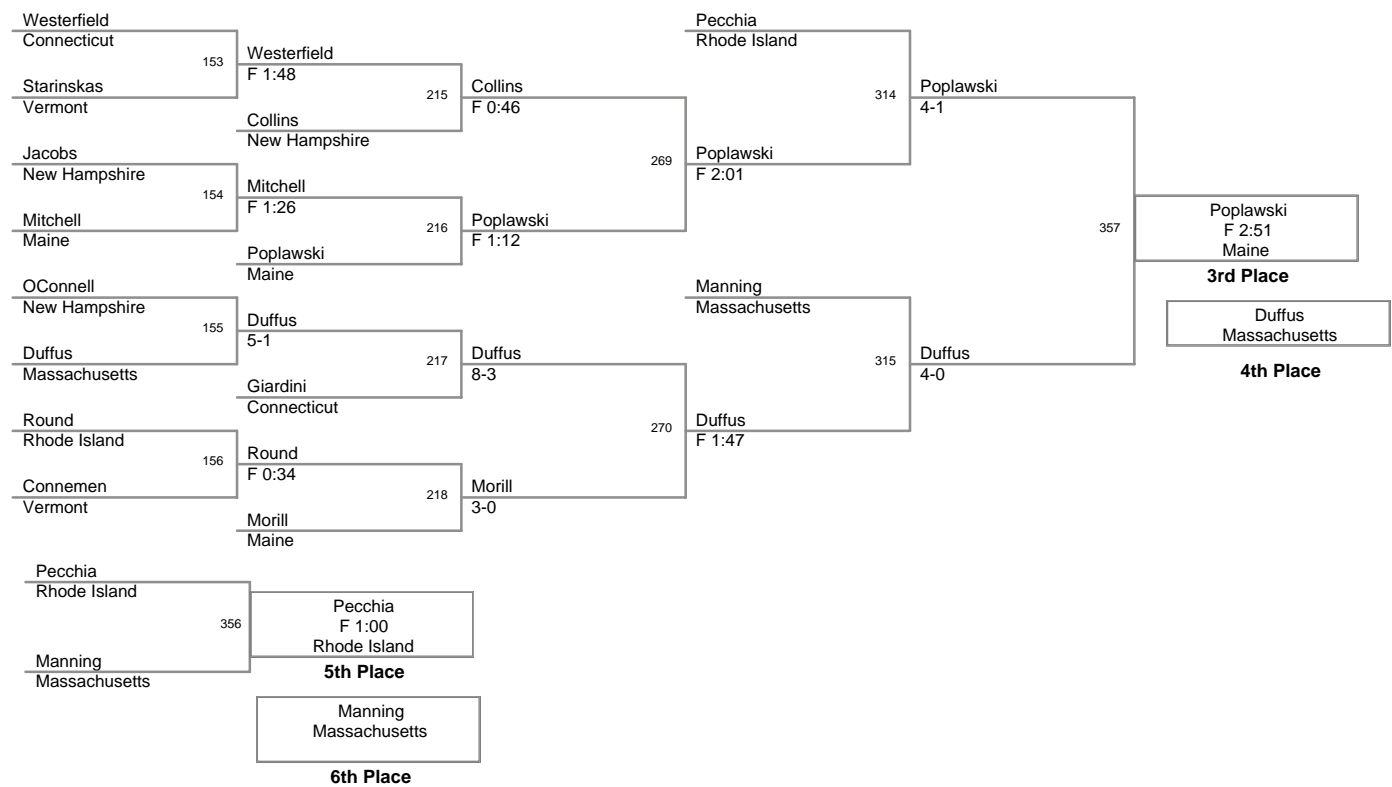 Westerfield
Connecticut
153
Starinskas
Vermont
Jacobs
New Hampshire
154
Mitchell
Maine
OConnell
New Hampshire
155
Duffus
Massachusetts
Round
Rhode Island
156
Connemen
Vermont
Westerfield
F 1:48
215
Collins
New Hampshire
Mitchell
F 1:26
216
Poplawski
Maine
Duffus
5-1
217
Giardini
Connecticut
Round
F 0:34
218
Morill
Maine
Collins
F 0:46
269
Poplawski
F 1:12
Duffus
8-3
270
Morill
3-0
Pecchia
Rhode Island
314
Poplawski
F 2:01
Manning
Massachusetts
315
Duffus
F 1:47
Poplawski
4-1
357
Duffus
4-0
Poplawski
F 2:51
Maine
3rd Place
Duffus
Massachusetts
4th Place
Pecchia
Rhode Island
356
Manning
Massachusetts
Pecchia
F 1:00
Rhode Island
5th Place
Manning
Massachusetts
6th Place